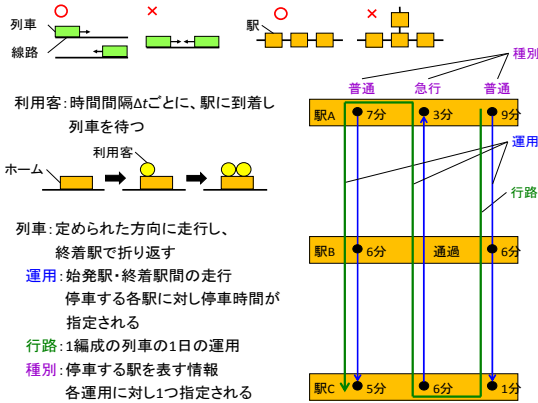 ○
×
○
×
列車
線路
駅
種別
普通
急行
普通
利用客：時間間隔Δtごとに、駅に到着し
列車を待つ
利用客
ホーム
駅A
7分
3分
9分
運用
行路
列車：定められた方向に走行し、
終着駅で折り返す
運用：始発駅・終着駅間の走行
停車する各駅に対し停車時間が
指定される
行路：1編成の列車の1日の運用
種別：停車する駅を表す情報
各運用に対し1つ指定される
駅B
6分
通過
6分
駅C
5分
6分
1分